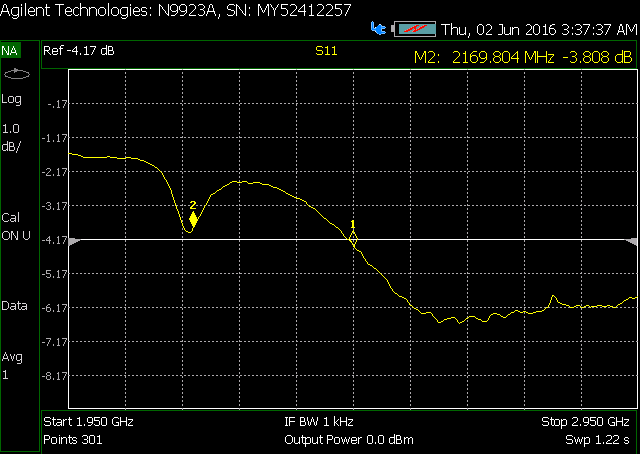 Agilent Technologies: N9923A, SN: MY52412257
Thu, 02 Jun 2016 3:37:37 AM
NA Ref -4.17 dB S11 M2: 2169.804 MHz -3.808 dB
Log
1.0
dB/
Cal
ON U
Data
Avg
1
-.17
-1.17
-2.17
-3.17
-4.17
-5.17
-6.17
-7.17
-8.17
2
1
Start 1.950 GHz IF BW 1 kHz Stop 2.950 GHz
Points 301 Output Power 0.0 dBm Swp 1.22 s